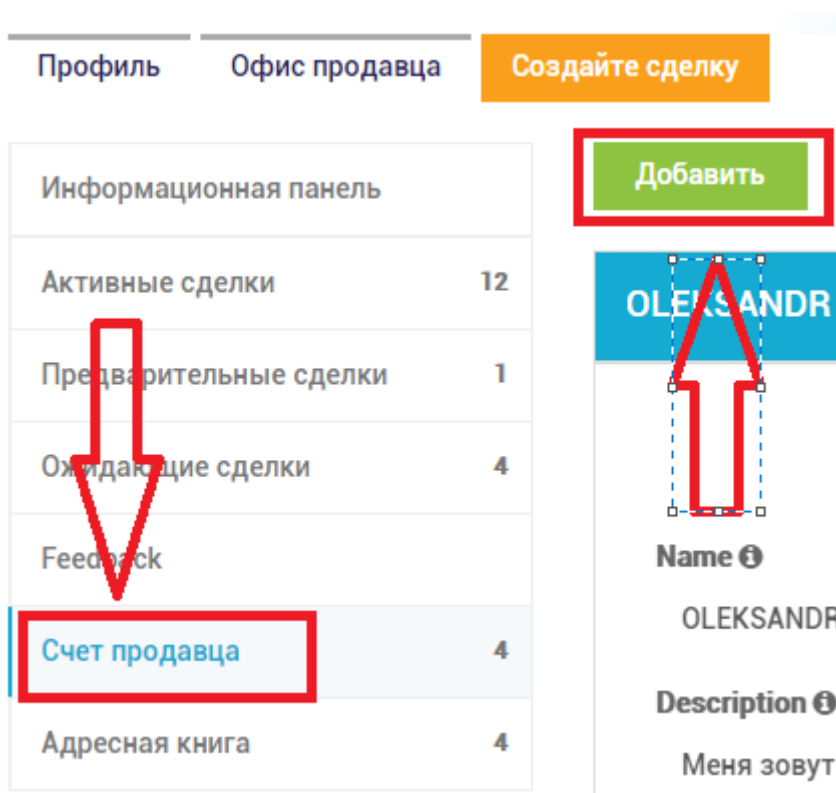 Профиль
Офис продавца
Создайте сделку
Информационная панель
Добавить
Активные сделки 12
Предварительные сделки 1
Ожидающие сделки 4
Feedback
Счет продавца 4
Адресная книга 4
OLEKSANDR
Name
OLEKSANDR
Description
Меня зовут